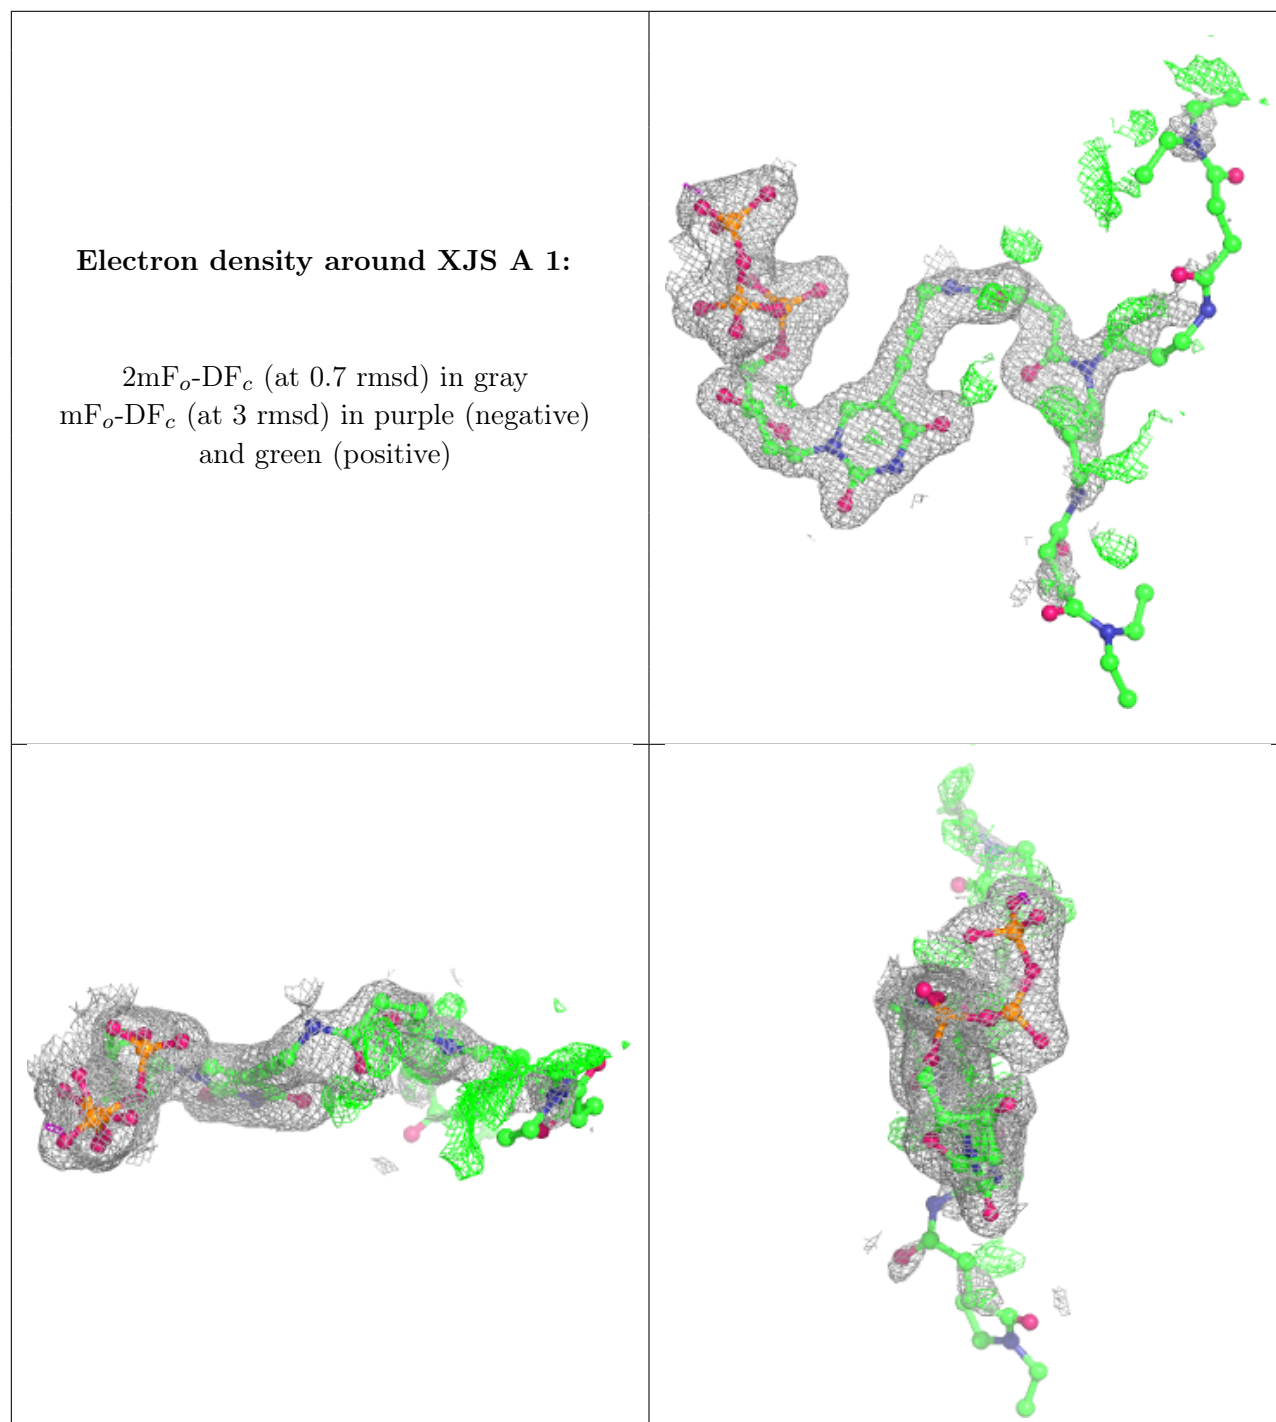 Electron density around XJS A 1:
2mFo-DFc (at 0.7 rmsd) in gray
mFo-DFc (at 3 rmsd) in purple (negative)
and green (positive)